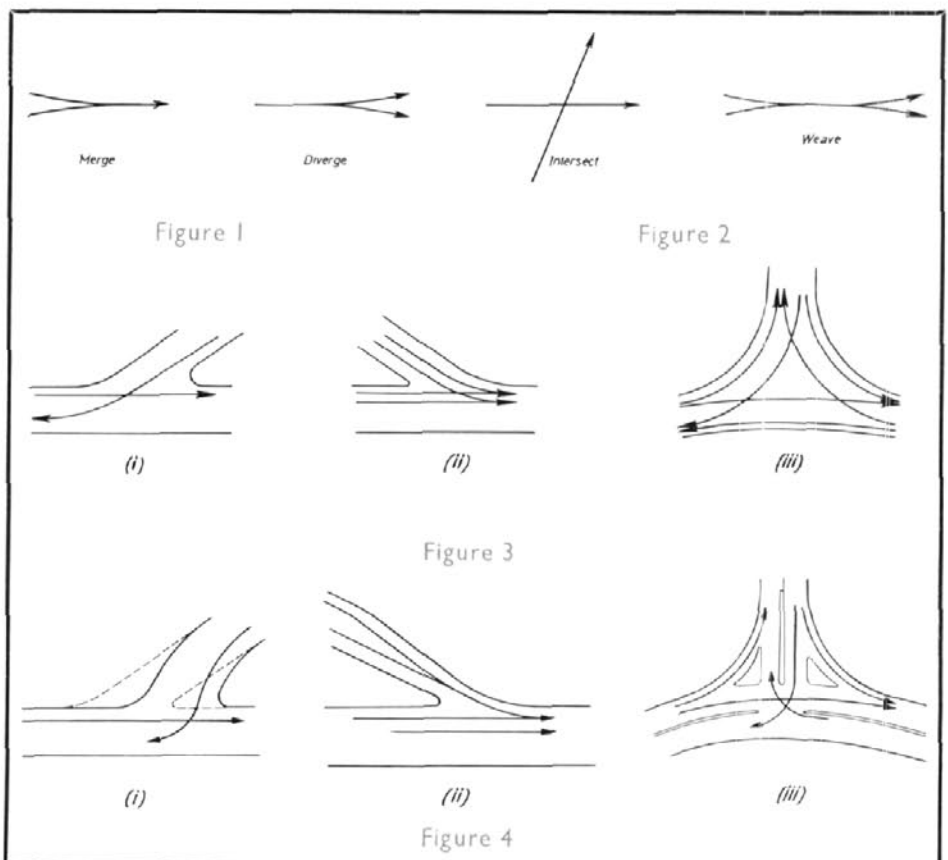 Merge
Diverge
Intersect
Weave
Figure 1
Figure 2
(i)
(ii)
(iii)
Figure 3
(i)
(ii)
(iii)
Figure 4